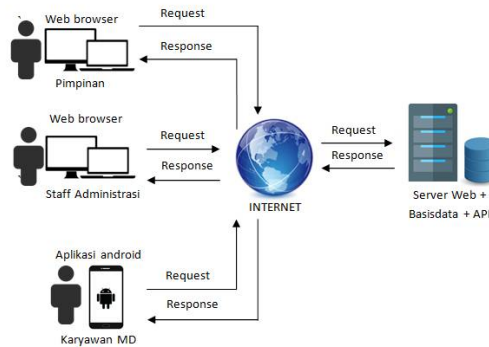 Web browser
Request
Response
Pimpinan
Web browser
Request
Response
Staff Administrasi
INTERNET
Request
Response
Server Web +
Basisdata + API
Aplikasi android
Request
Response
Karyawan MD